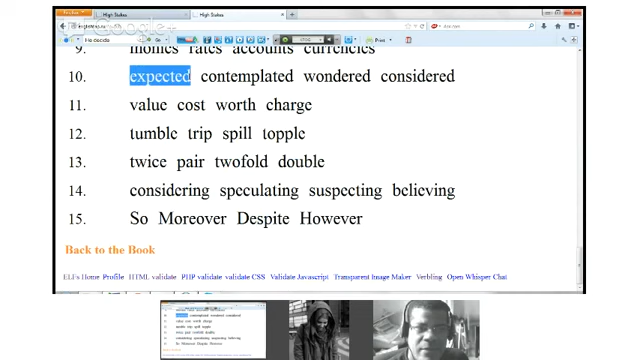 High Stakes
High Stakes
Print
9. monies rates accounts currencies
10. expected contemplated wondered considered
11. value cost worth charge
12. tumble trip spill topple
13. twice pair twofold double
14. considering speculating suspecting believing
15. So Moreover Despite However
Back to the Book
ELFs Home Profile HTML validate PHP validate validate CSS Validate Javascript Transparent Image Maker Verbling Open Whisper Chat